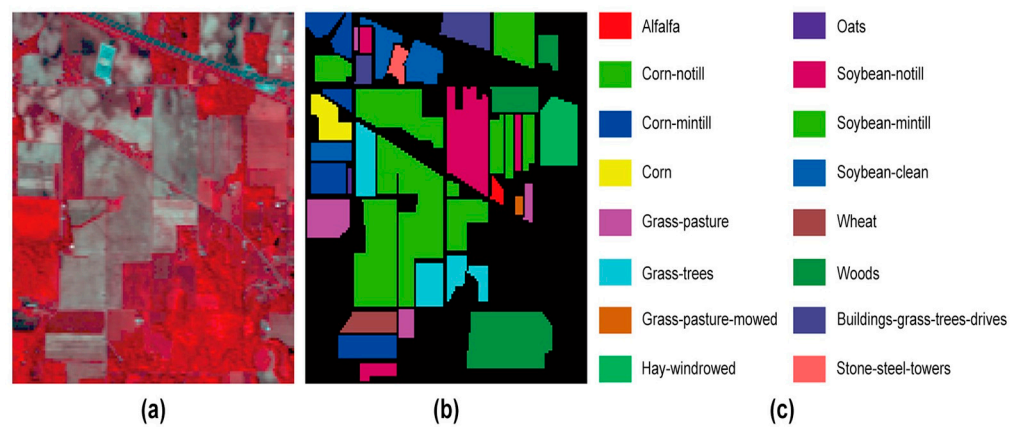 Alfalfa Oats
Corn-notill Soybean-notill
Corn-mintill Soybean-mintill
Corn Soybean-clean
Grass-pasture Wheat
Grass-trees Woods
Grass-pasture-mowed Buildings-grass-trees-drives
Hay-windrowed Stone-steel-towers
(a) (b) (c)